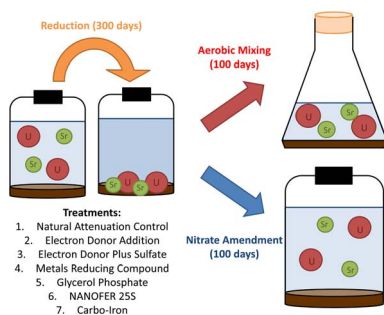 Reduction (300 days)
Aerobic Mixing
(100 days)
U
Sr
Sr
U
Sr
U
U
Sr
U
Sr
Sr
U
Treatments:
1. Natural Attenuation Control
2. Electron Donor Addition
3. Electron Donor Plus Sulfate
4. Metals Reducing Compound
5. Glycerol Phosphate
6. NANOFER 25S
7. Carbo-Iron
Nitrate Amendment
(100 days)
Sr
U
U
Sr